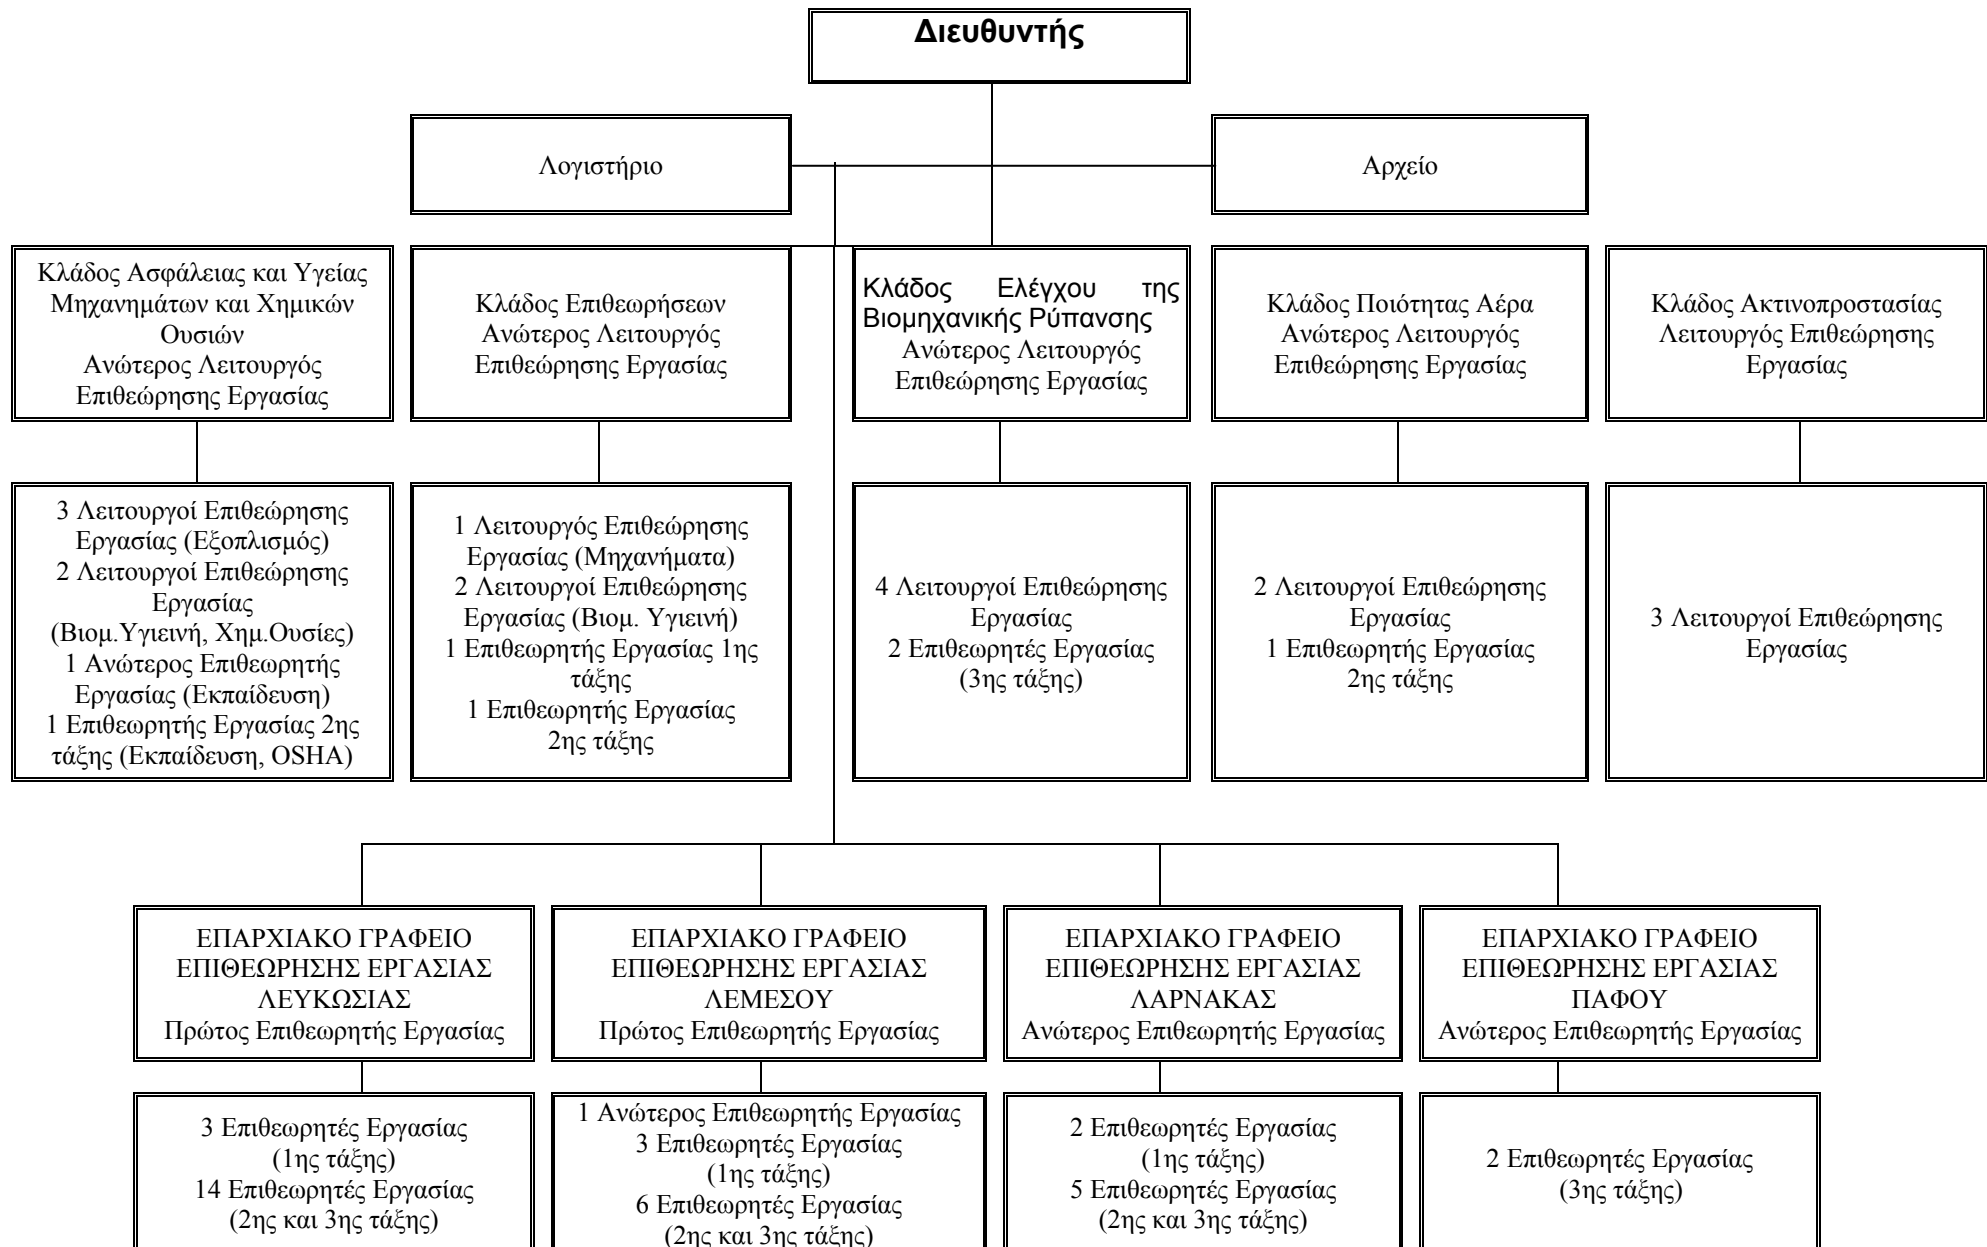 Διευθυντής
Λογιστήριο
Αρχείο
Κλάδος Ασφάλειας και Υγείας
Μηχανημάτων και Χημικών
Ουσιών
Ανώτερος Λειτουργός
Επιθεώρησης Εργασίας
Κλάδος Επιθεωρήσεων
Ανώτερος Λειτουργός
Επιθεώρησης Εργασίας
Κλάδος Ελέγχου της
Βιομηχανικής Ρύπανσης
Ανώτερος Λειτουργός
Επιθεώρησης Εργασίας
Κλάδος Ποιότητας Αέρα
Ανώτερος Λειτουργός
Επιθεώρησης Εργασίας
Κλάδος Ακτινοπροστασίας
Λειτουργός Επιθεώρησης
Εργασίας
3 Λειτουργοί Επιθεώρησης
Εργασίας (Εξοπλισμός)
2 Λειτουργοί Επιθεώρησης
Εργασίας
(Βιομ.Υγιεινή, Χημ.Ουσίες)
1 Ανώτερος Επιθεωρητής
Εργασίας (Εκπαίδευση)
1 Επιθεωρητής Εργασίας 2ης
τάξης (Εκπαίδευση, OSHA)
1 Λειτουργός Επιθεώρησης
Εργασίας (Μηχανήματα)
2 Λειτουργοί Επιθεώρησης
Εργασίας (Βιομ. Υγιεινή)
1 Επιθεωρητής Εργασίας 1ης
τάξης
1 Επιθεωρητής Εργασίας
2ης τάξης
4 Λειτουργοί Επιθεώρησης
Εργασίας
2 Επιθεωρητές Εργασίας
(3ης τάξης)
2 Λειτουργοί Επιθεώρησης
Εργασίας
1 Επιθεωρητής Εργασίας
2ης τάξης
3 Λειτουργοί Επιθεώρησης
Εργασίας
ΕΠΑΡΧΙΑΚΟ ΓΡΑΦΕΙΟ
ΕΠΙΘΕΩΡΗΣΗΣ ΕΡΓΑΣΙΑΣ
ΛΕΥΚΩΣΙΑΣ
Πρώτος Επιθεωρητής Εργασίας
ΕΠΑΡΧΙΑΚΟ ΓΡΑΦΕΙΟ
ΕΠΙΘΕΩΡΗΣΗΣ ΕΡΓΑΣΙΑΣ
ΛΕΜΕΣΟΥ
Πρώτος Επιθεωρητής Εργασίας
ΕΠΑΡΧΙΑΚΟ ΓΡΑΦΕΙΟ
ΕΠΙΘΕΩΡΗΣΗΣ ΕΡΓΑΣΙΑΣ
ΛΑΡΝΑΚΑΣ
Ανώτερος Επιθεωρητής Εργασίας
ΕΠΑΡΧΙΑΚΟ ΓΡΑΦΕΙΟ
ΕΠΙΘΕΩΡΗΣΗΣ ΕΡΓΑΣΙΑΣ
ΠΑΦΟΥ
Ανώτερος Επιθεωρητής Εργασίας
3 Επιθεωρητές Εργασίας
(1ης τάξης)
14 Επιθεωρητές Εργασίας
(2ης και 3ης τάξης)
1 Ανώτερος Επιθεωρητής Εργασίας
3 Επιθεωρητές Εργασίας
(1ης τάξης)
6 Επιθεωρητές Εργασίας
(2ης και 3ης τάξης)
2 Επιθεωρητές Εργασίας
(1ης τάξης)
5 Επιθεωρητές Εργασίας
(2ης και 3ης τάξης)
2 Επιθεωρητές Εργασίας
(3ης τάξης)